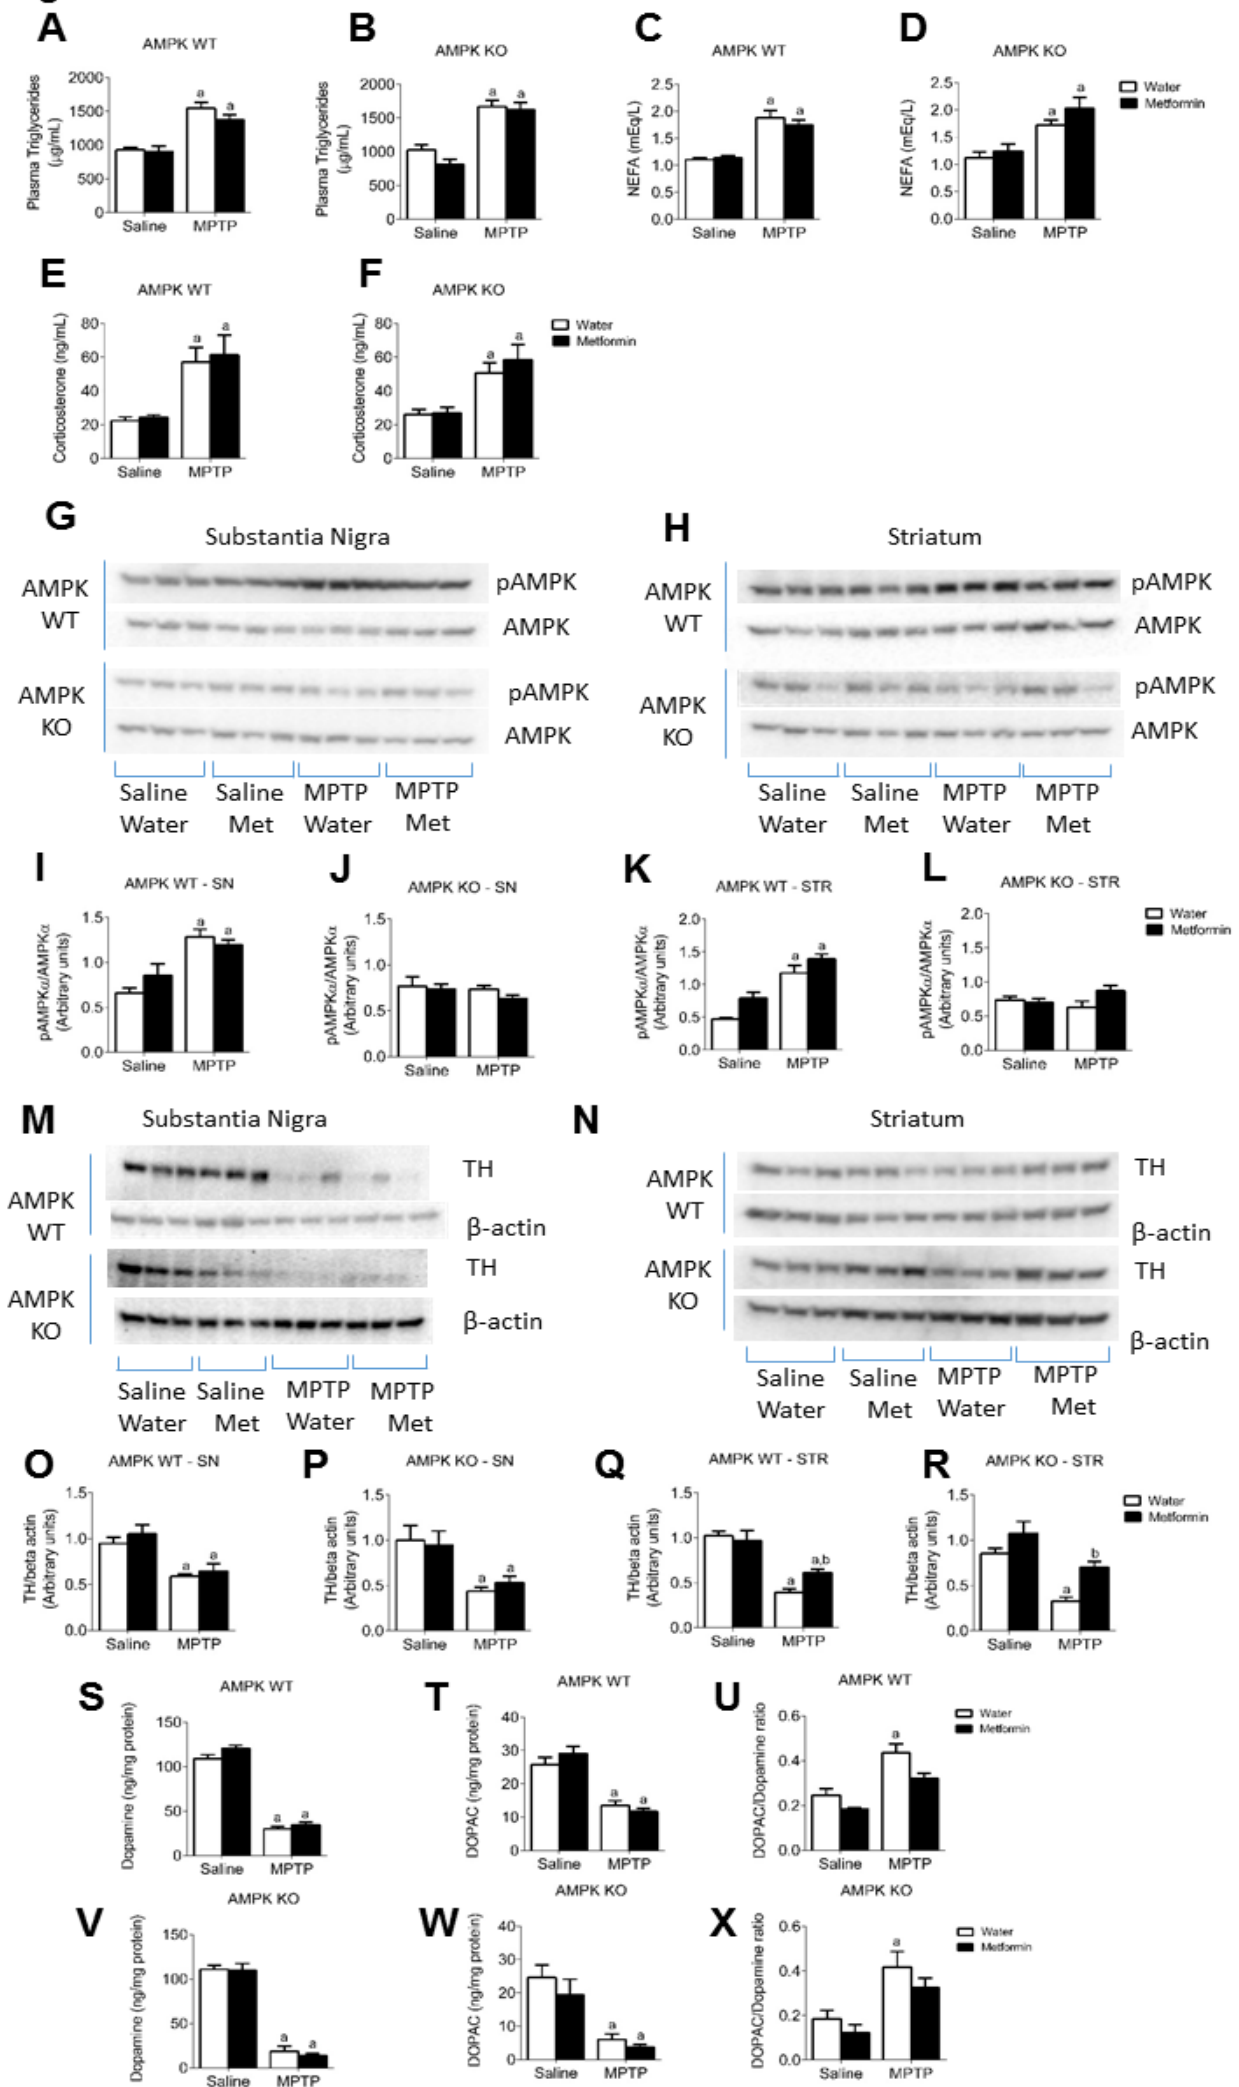 A
AMPK WT
Plasma Triglycerides
(µg/mL)
2000
1500
1000
500
0
a
a
Saline
MPTP
B
AMPK KO
Plasma Triglycerides
(µg/mL)
2000
1500
1000
500
0
a
a
Saline
MPTP
C
AMPK WT
NEFA (mEq/L)
2.5
2.0
1.5
1.0
0.5
0.0
a
a
Saline
MPTP
D
AMPK KO
NEFA (mEq/L)
2.5
2.0
1.5
1.0
0.5
0.0
a
a
Saline
MPTP
Water
Metformin
E
AMPK WT
Corticosterone (ng/mL)
80
60
40
20
0
a
a
Saline
MPTP
F
AMPK KO
Corticosterone (ng/mL)
80
60
40
20
0
a
a
Saline
MPTP
Water
Metformin
G
Substantia Nigra
AMPK
WT
pAMPK
AMPK
AMPK
KO
pAMPK
AMPK
Saline
Water
Saline
Met
MPTP
Water
MPTP
Met
H
Striatum
AMPK
WT
pAMPK
AMPK
AMPK
KO
pAMPK
AMPK
Saline
Water
Saline
Met
MPTP
Water
MPTP
Met
I
AMPK WT - SN
pAMPKα/AMPKα
(Arbitrary units)
1.5
1.0
0.5
0.0
a
a
Saline
MPTP
J
AMPK KO - SN
pAMPKα/AMPKα
(Arbitrary units)
1.5
1.0
0.5
0.0
Saline
MPTP
K
AMPK WT - STR
pAMPKα/AMPKα
(Arbitrary units)
2.0
1.5
1.0
0.5
0.0
a
a
Saline
MPTP
L
AMPK KO - STR
pAMPKα/AMPKα
(Arbitrary units)
2.0
1.5
1.0
0.5
0.0
Saline
MPTP
Water
Metformin
M
Substantia Nigra
AMPK
WT
TH
β-actin
AMPK
KO
TH
β-actin
Saline
Water
Saline
Met
MPTP
Water
MPTP
Met
N
Striatum
AMPK
WT
TH
β-actin
AMPK
KO
TH
β-actin
Saline
Water
Saline
Met
MPTP
Water
MPTP
Met
O
AMPK WT - SN
TH/beta actin
(Arbitrary units)
1.5
1.0
0.5
0.0
a
a
Saline
MPTP
P
AMPK KO - SN
TH/beta actin
(Arbitrary units)
1.5
1.0
0.5
0.0
a
a
Saline
MPTP
Q
AMPK WT - STR
TH/beta actin
(Arbitrary units)
1.5
1.0
0.5
0.0
a
a,b
Saline
MPTP
R
AMPK KO - STR
TH/beta actin
(Arbitrary units)
1.5
1.0
0.5
0.0
a
b
Saline
MPTP
Water
Metformin
S
AMPK WT
Dopamine (ng/mg protein)
150
100
50
0
a
a
Saline
MPTP
T
AMPK WT
DOPAC (ng/mg protein)
40
30
20
10
0
a
a
Saline
MPTP
U
AMPK WT
DOPAC/Dopamine ratio
0.6
0.4
0.2
0.0
a
Saline
MPTP
Water
Metformin
V
AMPK KO
Dopamine (ng/mg protein)
150
100
50
0
a
a
Saline
MPTP
W
AMPK KO
DOPAC (ng/mg protein)
40
30
20
10
0
a
a
Saline
MPTP
X
AMPK KO
DOPAC/Dopamine ratio
0.6
0.4
0.2
0.0
a
Saline
MPTP
Water
Metformin